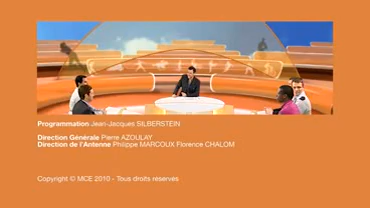 Programmation Jean-Jacques SILBERSTEIN
Direction Générale Pierre AZOULAY
Direction de l'Antenne Philippe MARCOUX Florence CHALOM
Copyright © MCE 2010 - Tous droits réservés